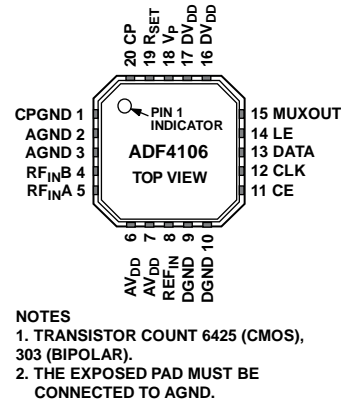 20 CP
19 RSET
18 VP
17 DVDD
16 DVDD
CPGND 1
AGND 2
AGND 3
RFINB 4
RFINA 5
PIN 1
INDICATOR
ADF4106
TOP VIEW
15 MUXOUT
14 LE
13 DATA
12 CLK
11 CE
AVDD 6
AVDD 7
REFIN 8
DGND 9
DGND 10
NOTES
1. TRANSISTOR COUNT 6425 (CMOS),
303 (BIPOLAR).
2. THE EXPOSED PAD MUST BE
CONNECTED TO AGND.